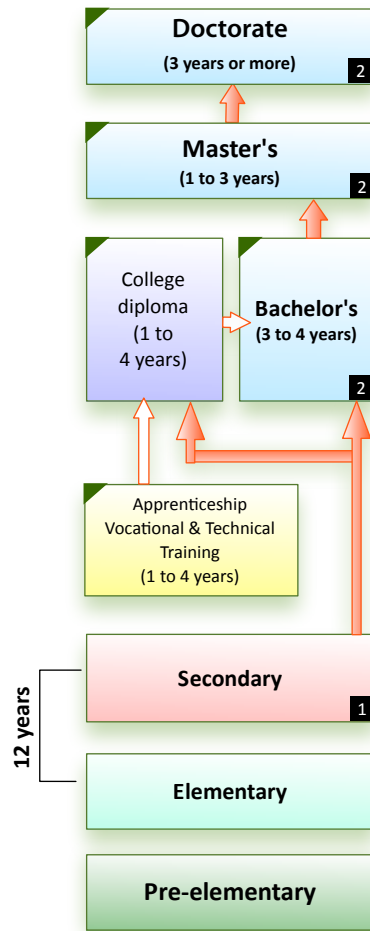 Doctorate
(3 years or more)
2
Master's
(1 to 3 years)
2
College
diploma
(1 to
4 years)
Bachelor's
(3 to 4 years)
2
Apprenticeship
Vocational & Technical
Training
(1 to 4 years)
12 years
Secondary
1
Elementary
Pre-elementary